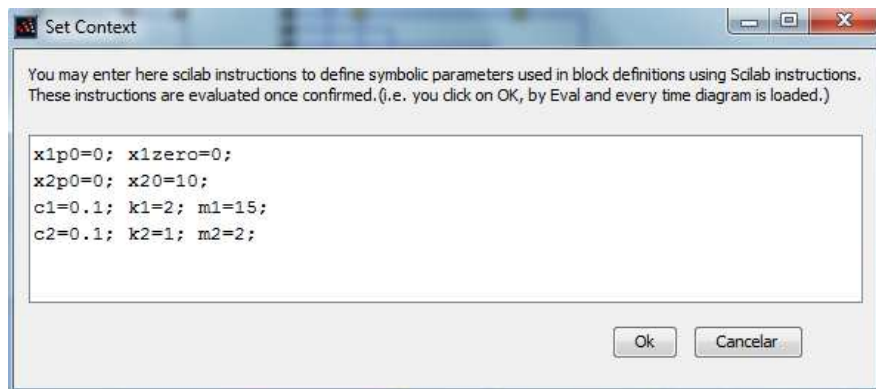 Set Context
You may enter here scilab instructions to define symbolic parameters used in block definitions using Scilab instructions.
These instructions are evaluated once confirmed.(i.e. you click on OK, by Eval and every time diagram is loaded.)
x1p0=0; x1zero=0;
x2p0=0; x20=10;
c1=0.1; k1=2; m1=15;
c2=0.1; k2=1; m2=2;
Ok Cancelar